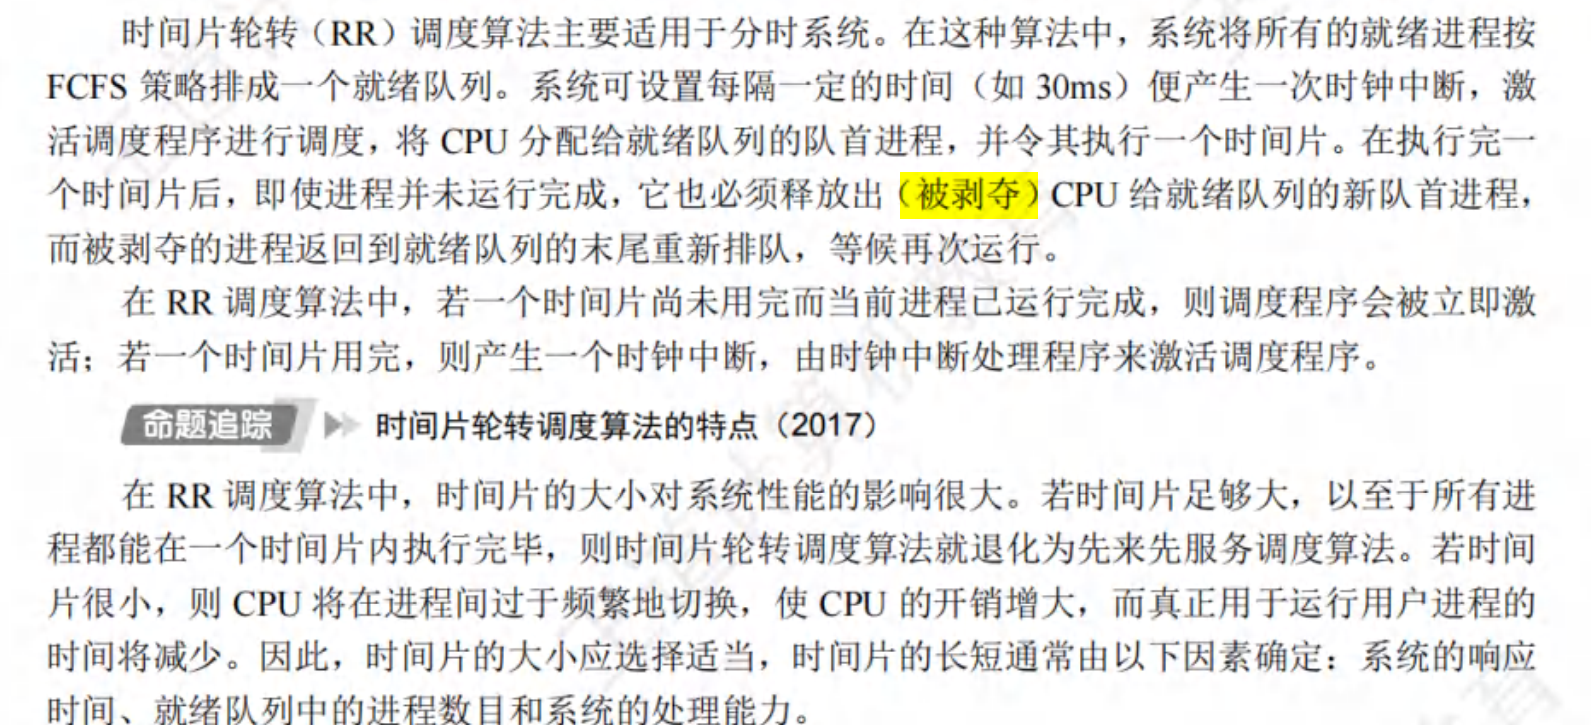 时间片轮转（RR）调度算法主要适用于分时系统。在这种算法中，系统将所有的就绪进程按
FCFS 策略排成一个就绪队列。系统可设置每隔一定的时间（如 30ms）便产生一次时钟中断，激
活调度程序进行调度，将 CPU 分配给就绪队列的队首进程，并令其执行一个时间片。在执行完一
个时间片后，即使进程并未运行完成，它也必须释放出（被剥夺）CPU 给就绪队列的新队首进程，
而被剥夺的进程返回到就绪队列的末尾重新排队，等候再次运行。
在 RR 调度算法中，若一个时间片尚未用完而当前进程已运行完成，则调度程序会被立即激
活；若一个时间片用完，则产生一个时钟中断，由时钟中断处理程序来激活调度程序。
命题追踪 时间片轮转调度算法的特点（2017）
在 RR 调度算法中，时间片的大小对系统性能的影响很大。若时间片足够大，以至于所有进
程都能在一个时间片内执行完毕，则时间片轮转调度算法就退化为先来先服务调度算法。若时间
片很小，则 CPU 将在进程间过于频繁地切换，使 CPU 的开销增大，而真正用于运行用户进程的
时间将减少。因此，时间片的大小应选择适当，时间片的长短通常由以下因素确定：系统的响应
时间、就绪队列中的进程数目和系统的处理能力。